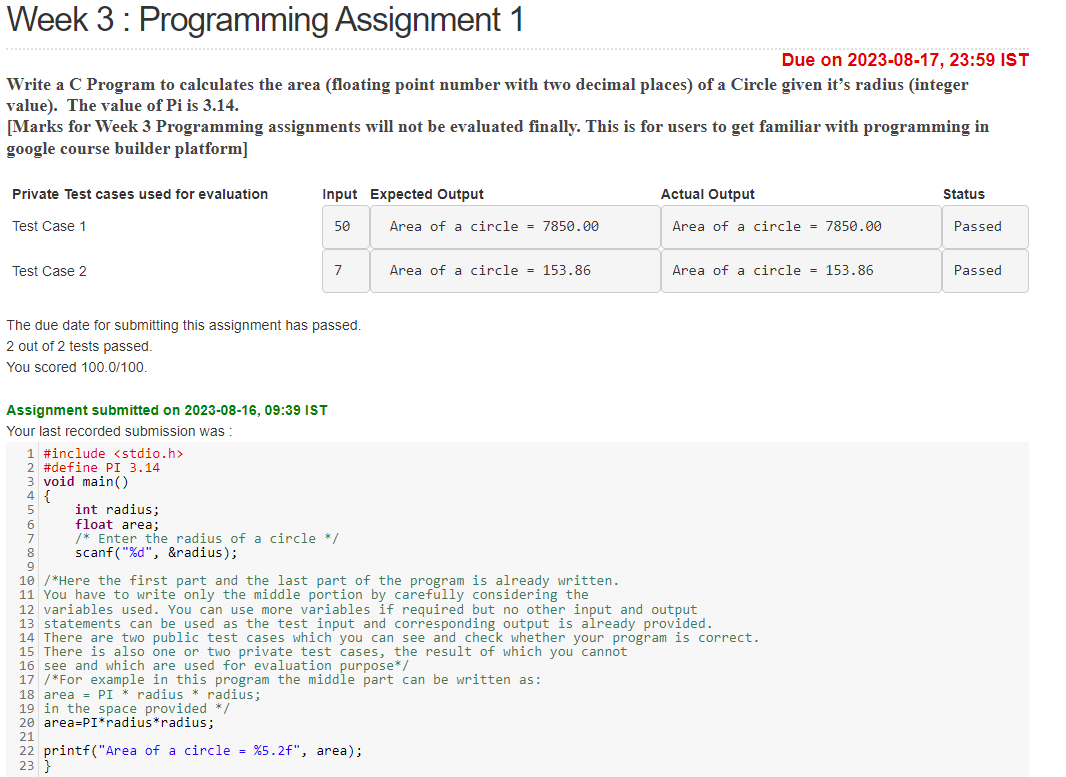 Week 3 : Programming Assignment 1
Due on 2023-08-17, 23:59 IST
Write a C Program to calculates the area (floating point number with two decimal places) of a Circle given it’s radius (integer
value).  The value of Pi is 3.14.
[Marks for Week 3 Programming assignments will not be evaluated finally. This is for users to get familiar with programming in
google course builder platform]
Private Test cases used for evaluation Input Expected Output Actual Output Status
Test Case 1 50 Area of a circle = 7850.00 Area of a circle = 7850.00 Passed
Test Case 2 7 Area of a circle = 153.86 Area of a circle = 153.86 Passed
The due date for submitting this assignment has passed.
2 out of 2 tests passed.
You scored 100.0/100.
Assignment submitted on 2023-08-16, 09:39 IST
Your last recorded submission was :
1 #include <stdio.h>
2 #define PI 3.14
3 void main()
4 {
5     int radius;
6     float area;
7     /* Enter the radius of a circle */
8     scanf("%d", &radius);
9
10 /*Here the first part and the last part of the program is already written.
11 You have to write only the middle portion by carefully considering the
12 variables used. You can use more variables if required but no other input and output
13 statements can be used as the test input and corresponding output is already provided.
14 There are two public test cases which you can see and check whether your program is correct.
15 There is also one or two private test cases, the result of which you cannot
16 see and which are used for evaluation purpose*/
17 /*For example in this program the middle part can be written as:
18 area = PI * radius * radius;
19 in the space provided */
20 area=PI*radius*radius;
21
22 printf("Area of a circle = %5.2f", area);
23 }